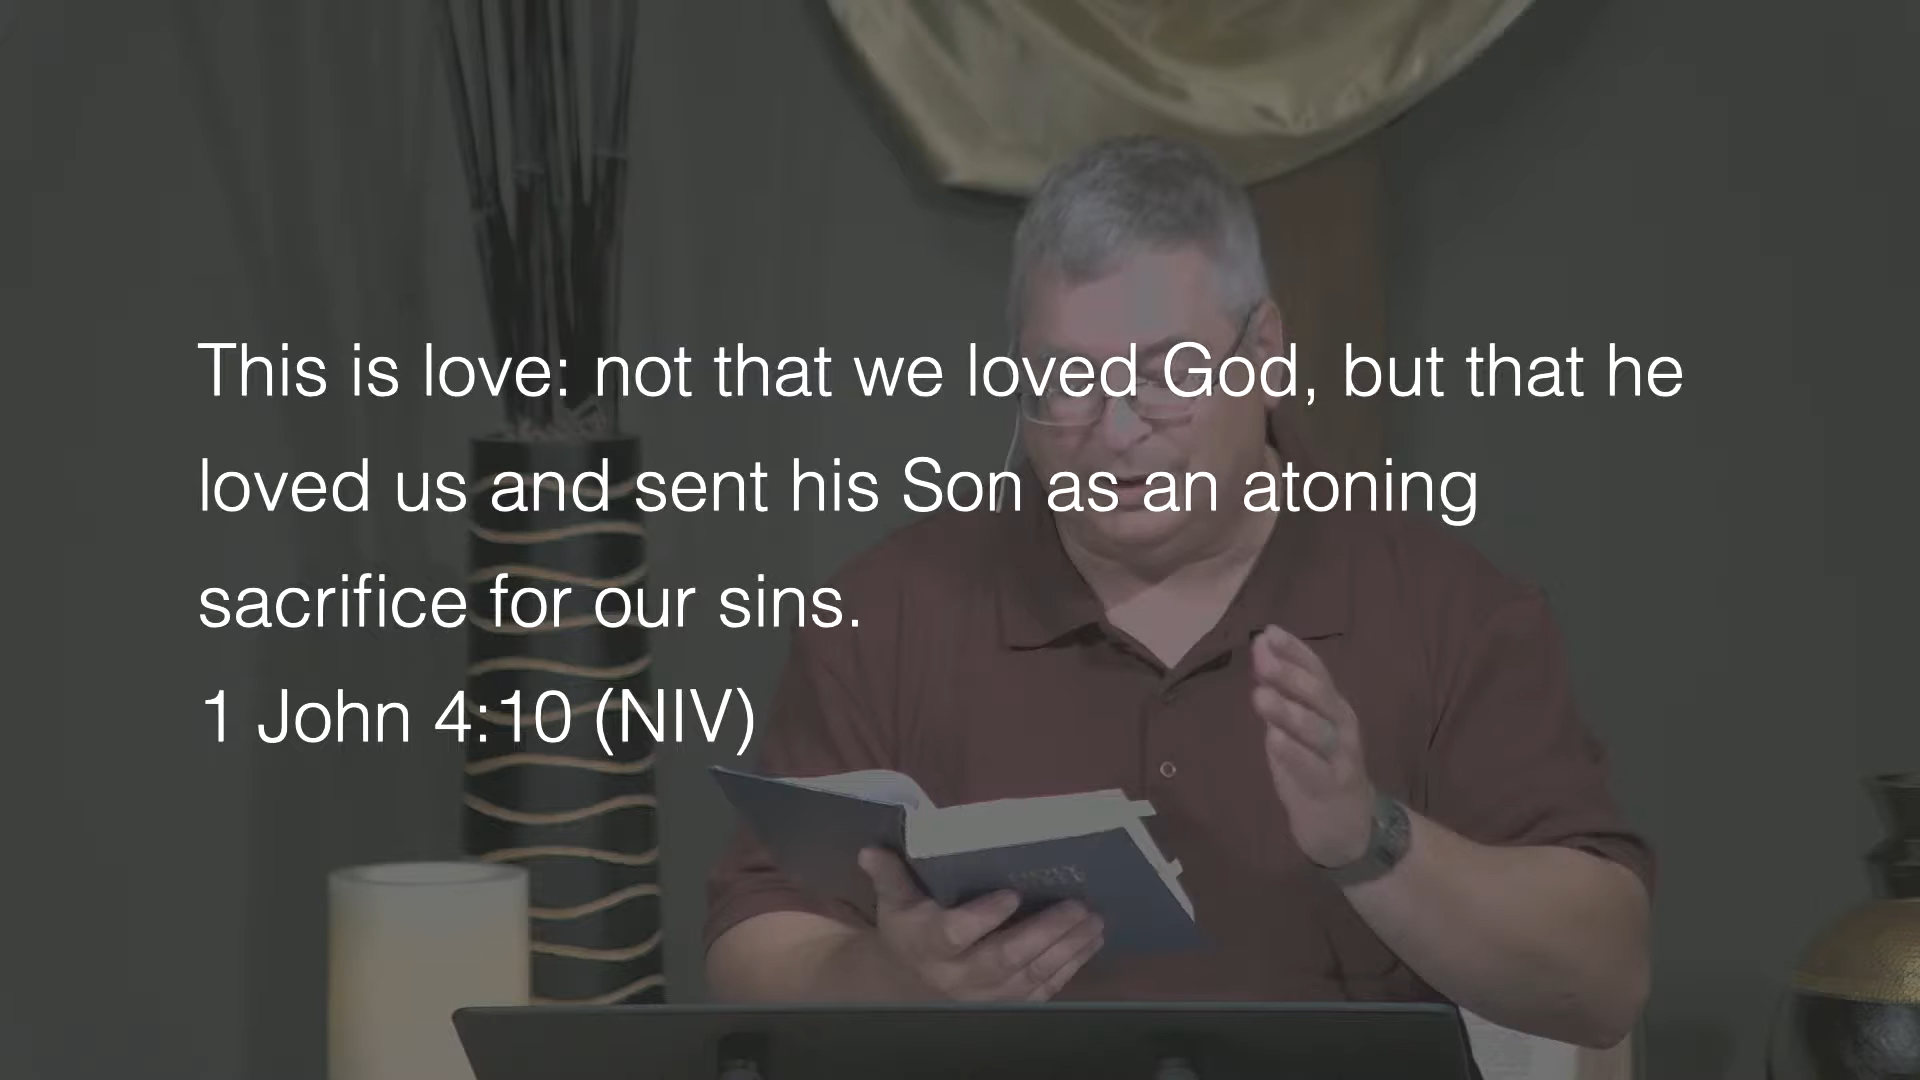 This is love: not that we loved God, but that he
loved us and sent his Son as an atoning
sacrifice for our sins.
1 John 4:10 (NIV)